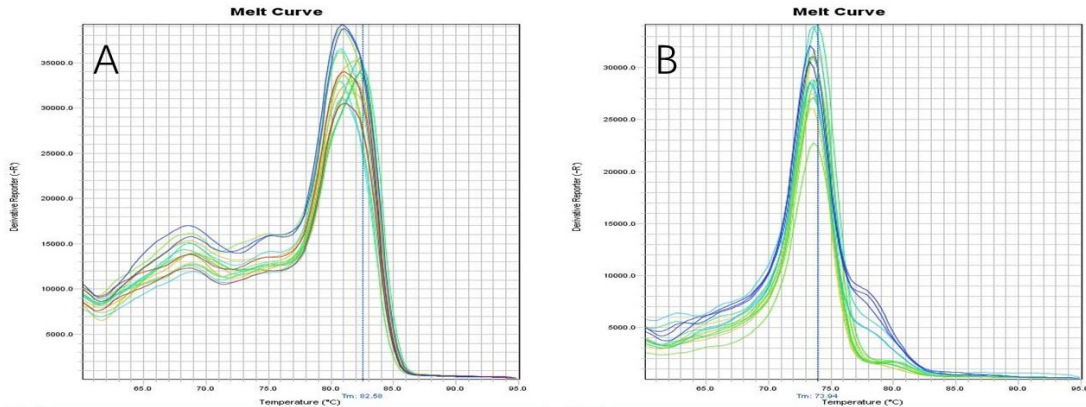 Melt Curve
A
Derivative Reporter (-R')
35000.0
30000.0
25000.0
20000.0
15000.0
10000.0
5000.0
65.0 70.0 75.0 80.0 85.0 90.0 95.0
Tm: 82.58
Temperature (°C)
Melt Curve
B
Derivative Reporter (-R')
30000.0
25000.0
20000.0
15000.0
10000.0
5000.0
65.0 70.0 75.0 80.0 85.0 90.0 95.0
Tm: 73.94
Temperature (°C)